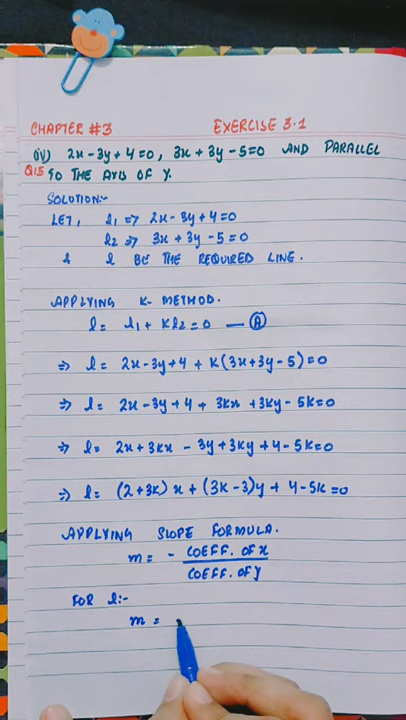 CHAPTER #3 EXERCISE 3.1
(iv) 2x-3y+4=0, 3x+3y-5=0 AND PARALLEL
Q15 TO THE AXIS OF Y.
SOLUTION:-
LET, l1 => 2x-3y+4=0
l2 => 3x+3y-5=0
& l BE THE REQUIRED LINE.
APPLYING K-METHOD.
l = l1 + Kl2 = 0 — (A)
=> l = 2x-3y+4 + K(3x+3y-5)=0
=> l = 2x-3y+4 + 3Kx + 3Ky - 5K=0
=> l = 2x+3Kx - 3y+3Ky +4-5K=0
=> l = (2+3K)x + (3K-3)y + 4-5K=0
APPLYING SLOPE FORMULA.
m = - COEFF. OF x
COEFF. OF Y
FOR l:-
m =